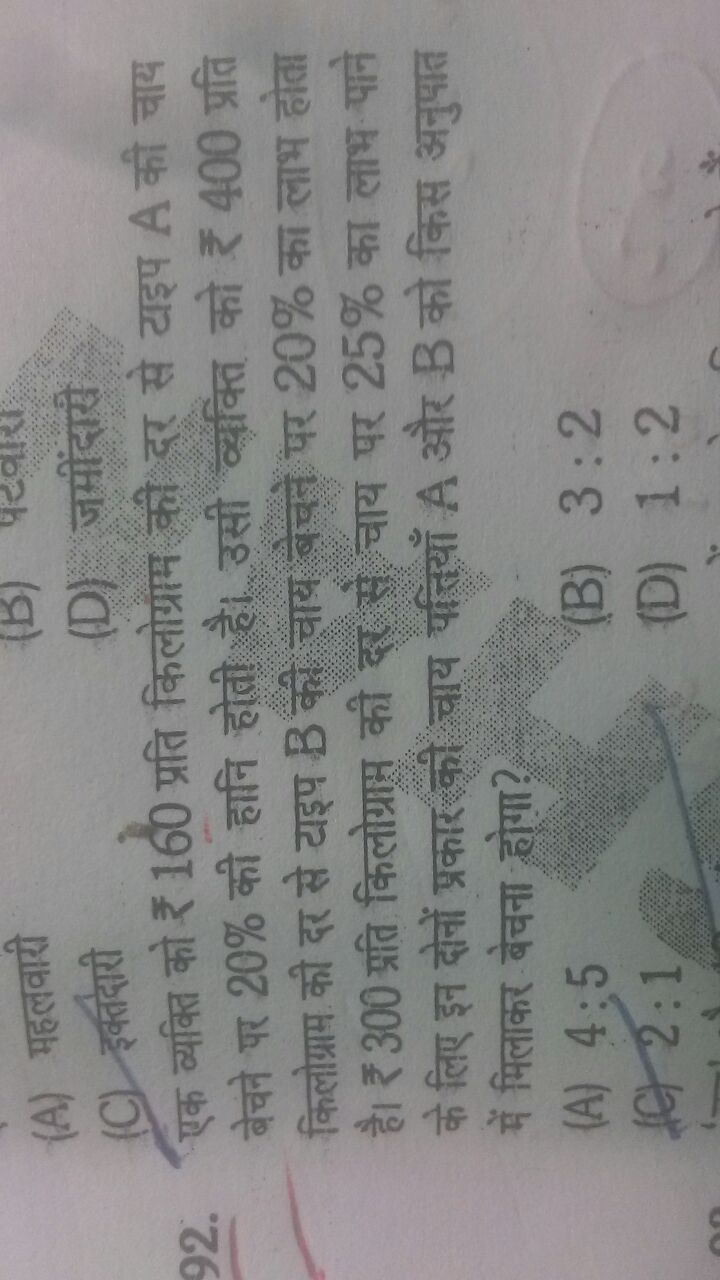 (B) पटवारी
(A) महलवारी
(D) जमींदारी
(C) इक्तेदारी
92. एक व्यक्ति को ₹ 160 प्रति किलोग्राम की दर से टाइप A की चाय
बेचने पर 20% की हानि होती है। उसी व्यक्ति को ₹ 400 प्रति
किलोग्राम की दर से टाइप B की चाय बेचने पर 20% का लाभ होता
है। ₹ 300 प्रति किलोग्राम की दर से चाय पर 25% का लाभ पाने
के लिए इन दोनों प्रकार की चाय पत्तियाँ A और B को किस अनुपात
में मिलाकर बेचना होगा?
(A) 4 : 5 (B) 3 : 2
(C) 2 : 1 (D) 1 : 2